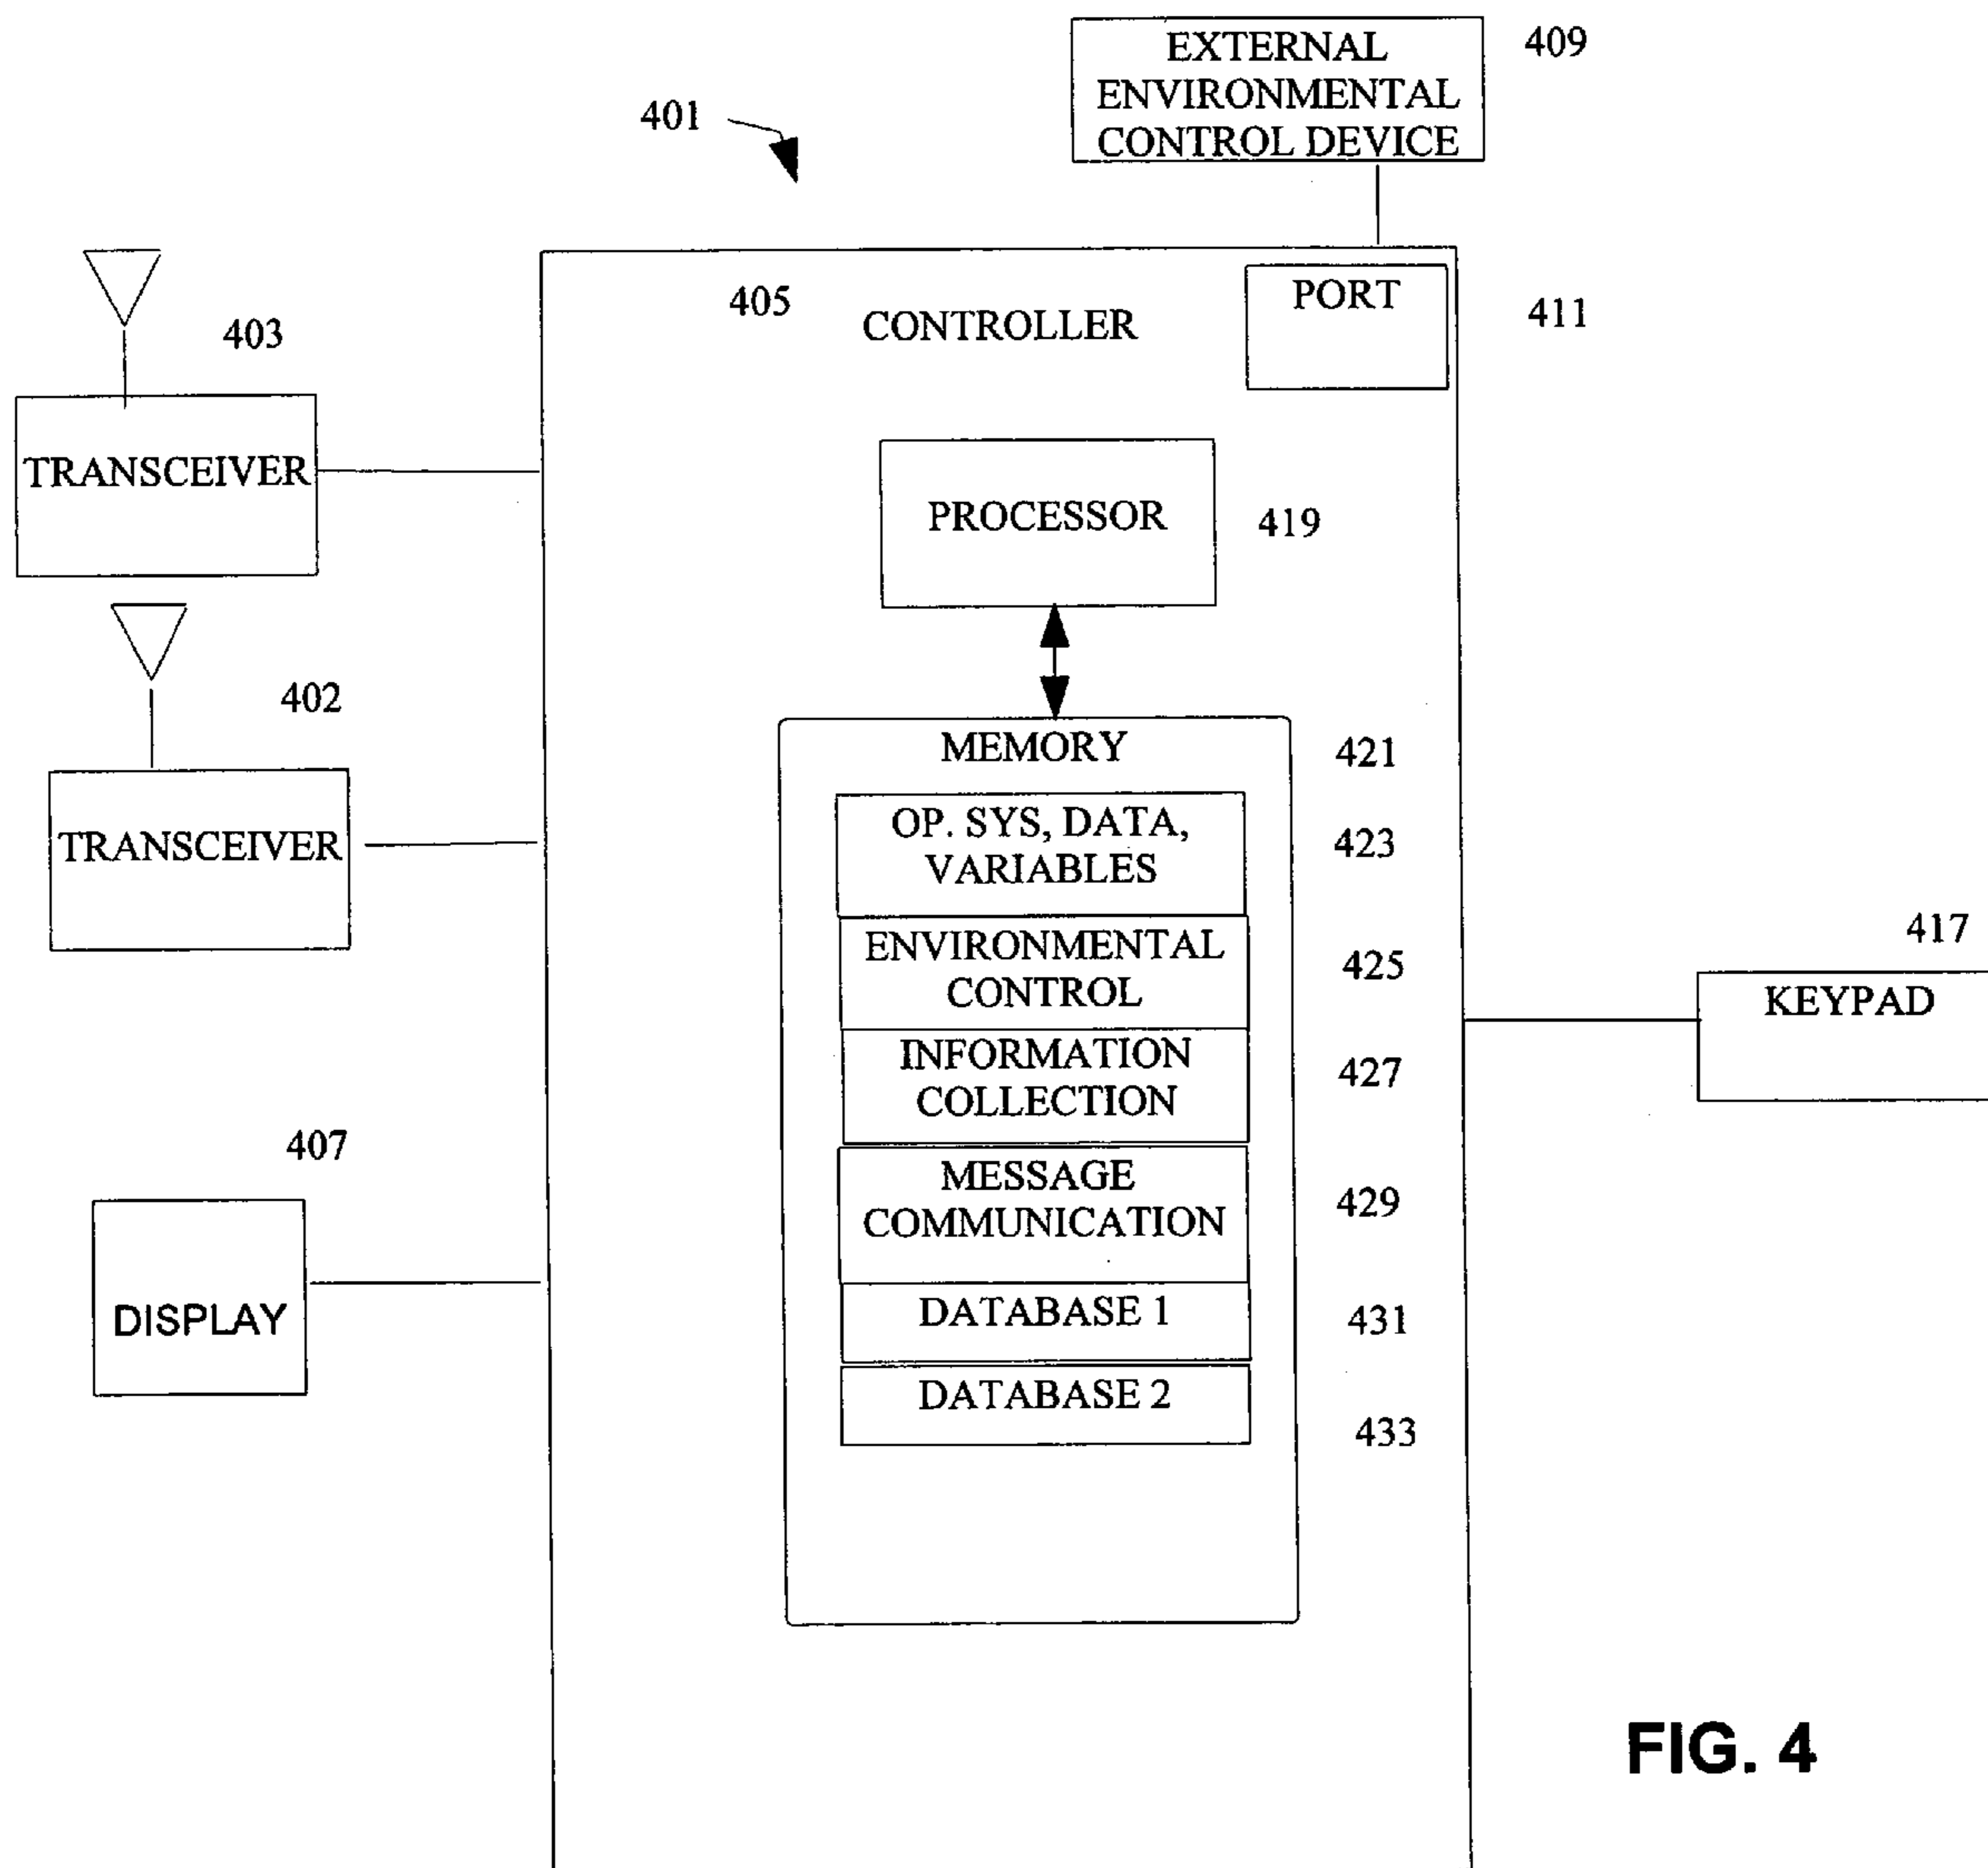 EXTERNAL
ENVIRONMENTAL
CONTROL DEVICE
409
401
405
CONTROLLER
PORT
411
403
TRANSCEIVER
PROCESSOR
419
402
TRANSCEIVER
MEMORY
421
OP. SYS, DATA,
VARIABLES
423
ENVIRONMENTAL
CONTROL
425
INFORMATION
COLLECTION
427
MESSAGE
COMMUNICATION
429
DATABASE 1
431
DATABASE 2
433
417
KEYPAD
407
DISPLAY
FIG. 4